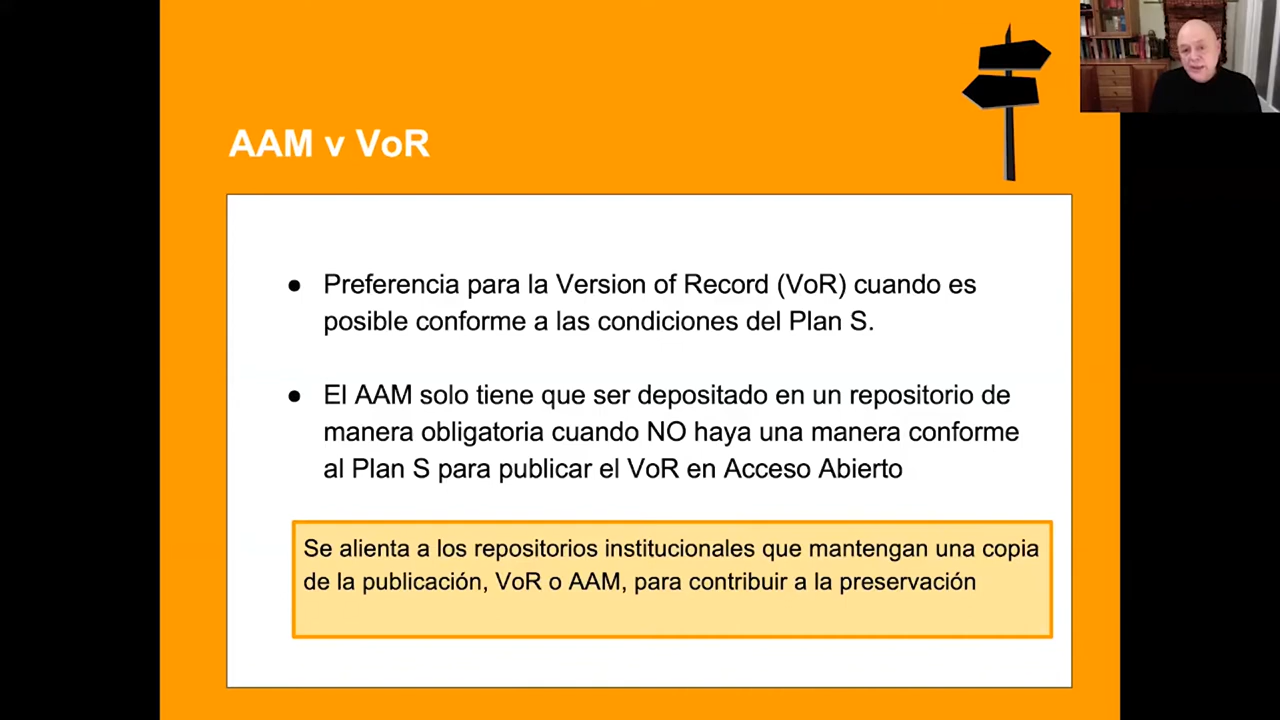 AAM v VoR
● Preferencia para la Version of Record (VoR) cuando es
posible conforme a las condiciones del Plan S.
● El AAM solo tiene que ser depositado en un repositorio de
manera obligatoria cuando NO haya una manera conforme
al Plan S para publicar el VoR en Acceso Abierto
Se alienta a los repositorios institucionales que mantengan una copia
de la publicación, VoR o AAM, para contribuir a la preservación